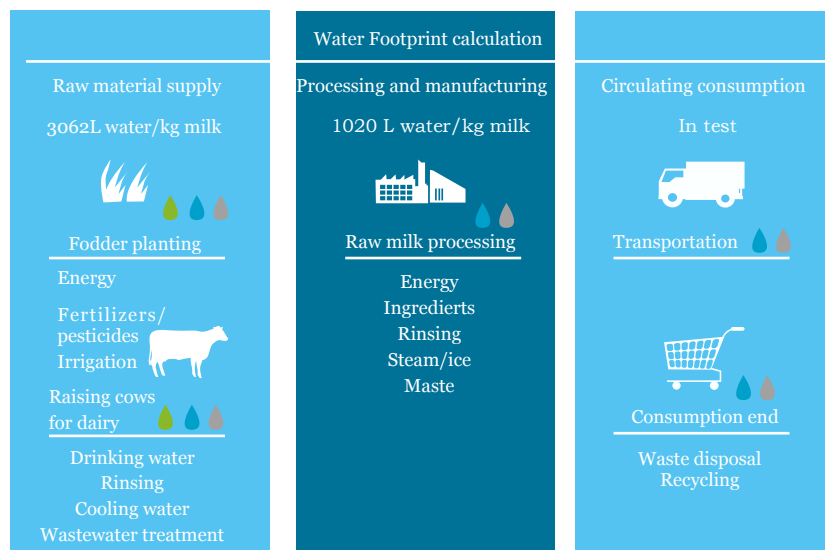 Water Footprint calculation
Raw material supply
3062L water/kg milk
Fodder planting
Energy
Fertilizers/
pesticides
Irrigation
Raising cows
for dairy
Drinking water
Rinsing
Cooling water
Wastewater treatment
Processing and manufacturing
1020 L water/kg milk
Raw milk processing
Energy
Ingredierts
Rinsing
Steam/ice
Maste
Circulating consumption
In test
Transportation
Consumption end
Waste disposal
Recycling